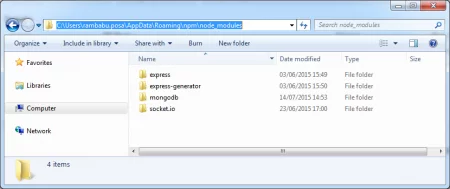 C:\Users\rambabu.posa\AppData\Roaming\npm\node_modules
Search node_modules
Organize Include in library Share with Burn New folder
Name Date modified Type Size
Favorites
Libraries
Computer
Network
express 03/06/2015 15:49 File folder
express-generator 03/06/2015 15:50 File folder
mongodb 14/07/2015 14:53 File folder
socket.io 23/06/2015 17:00 File folder
4 items